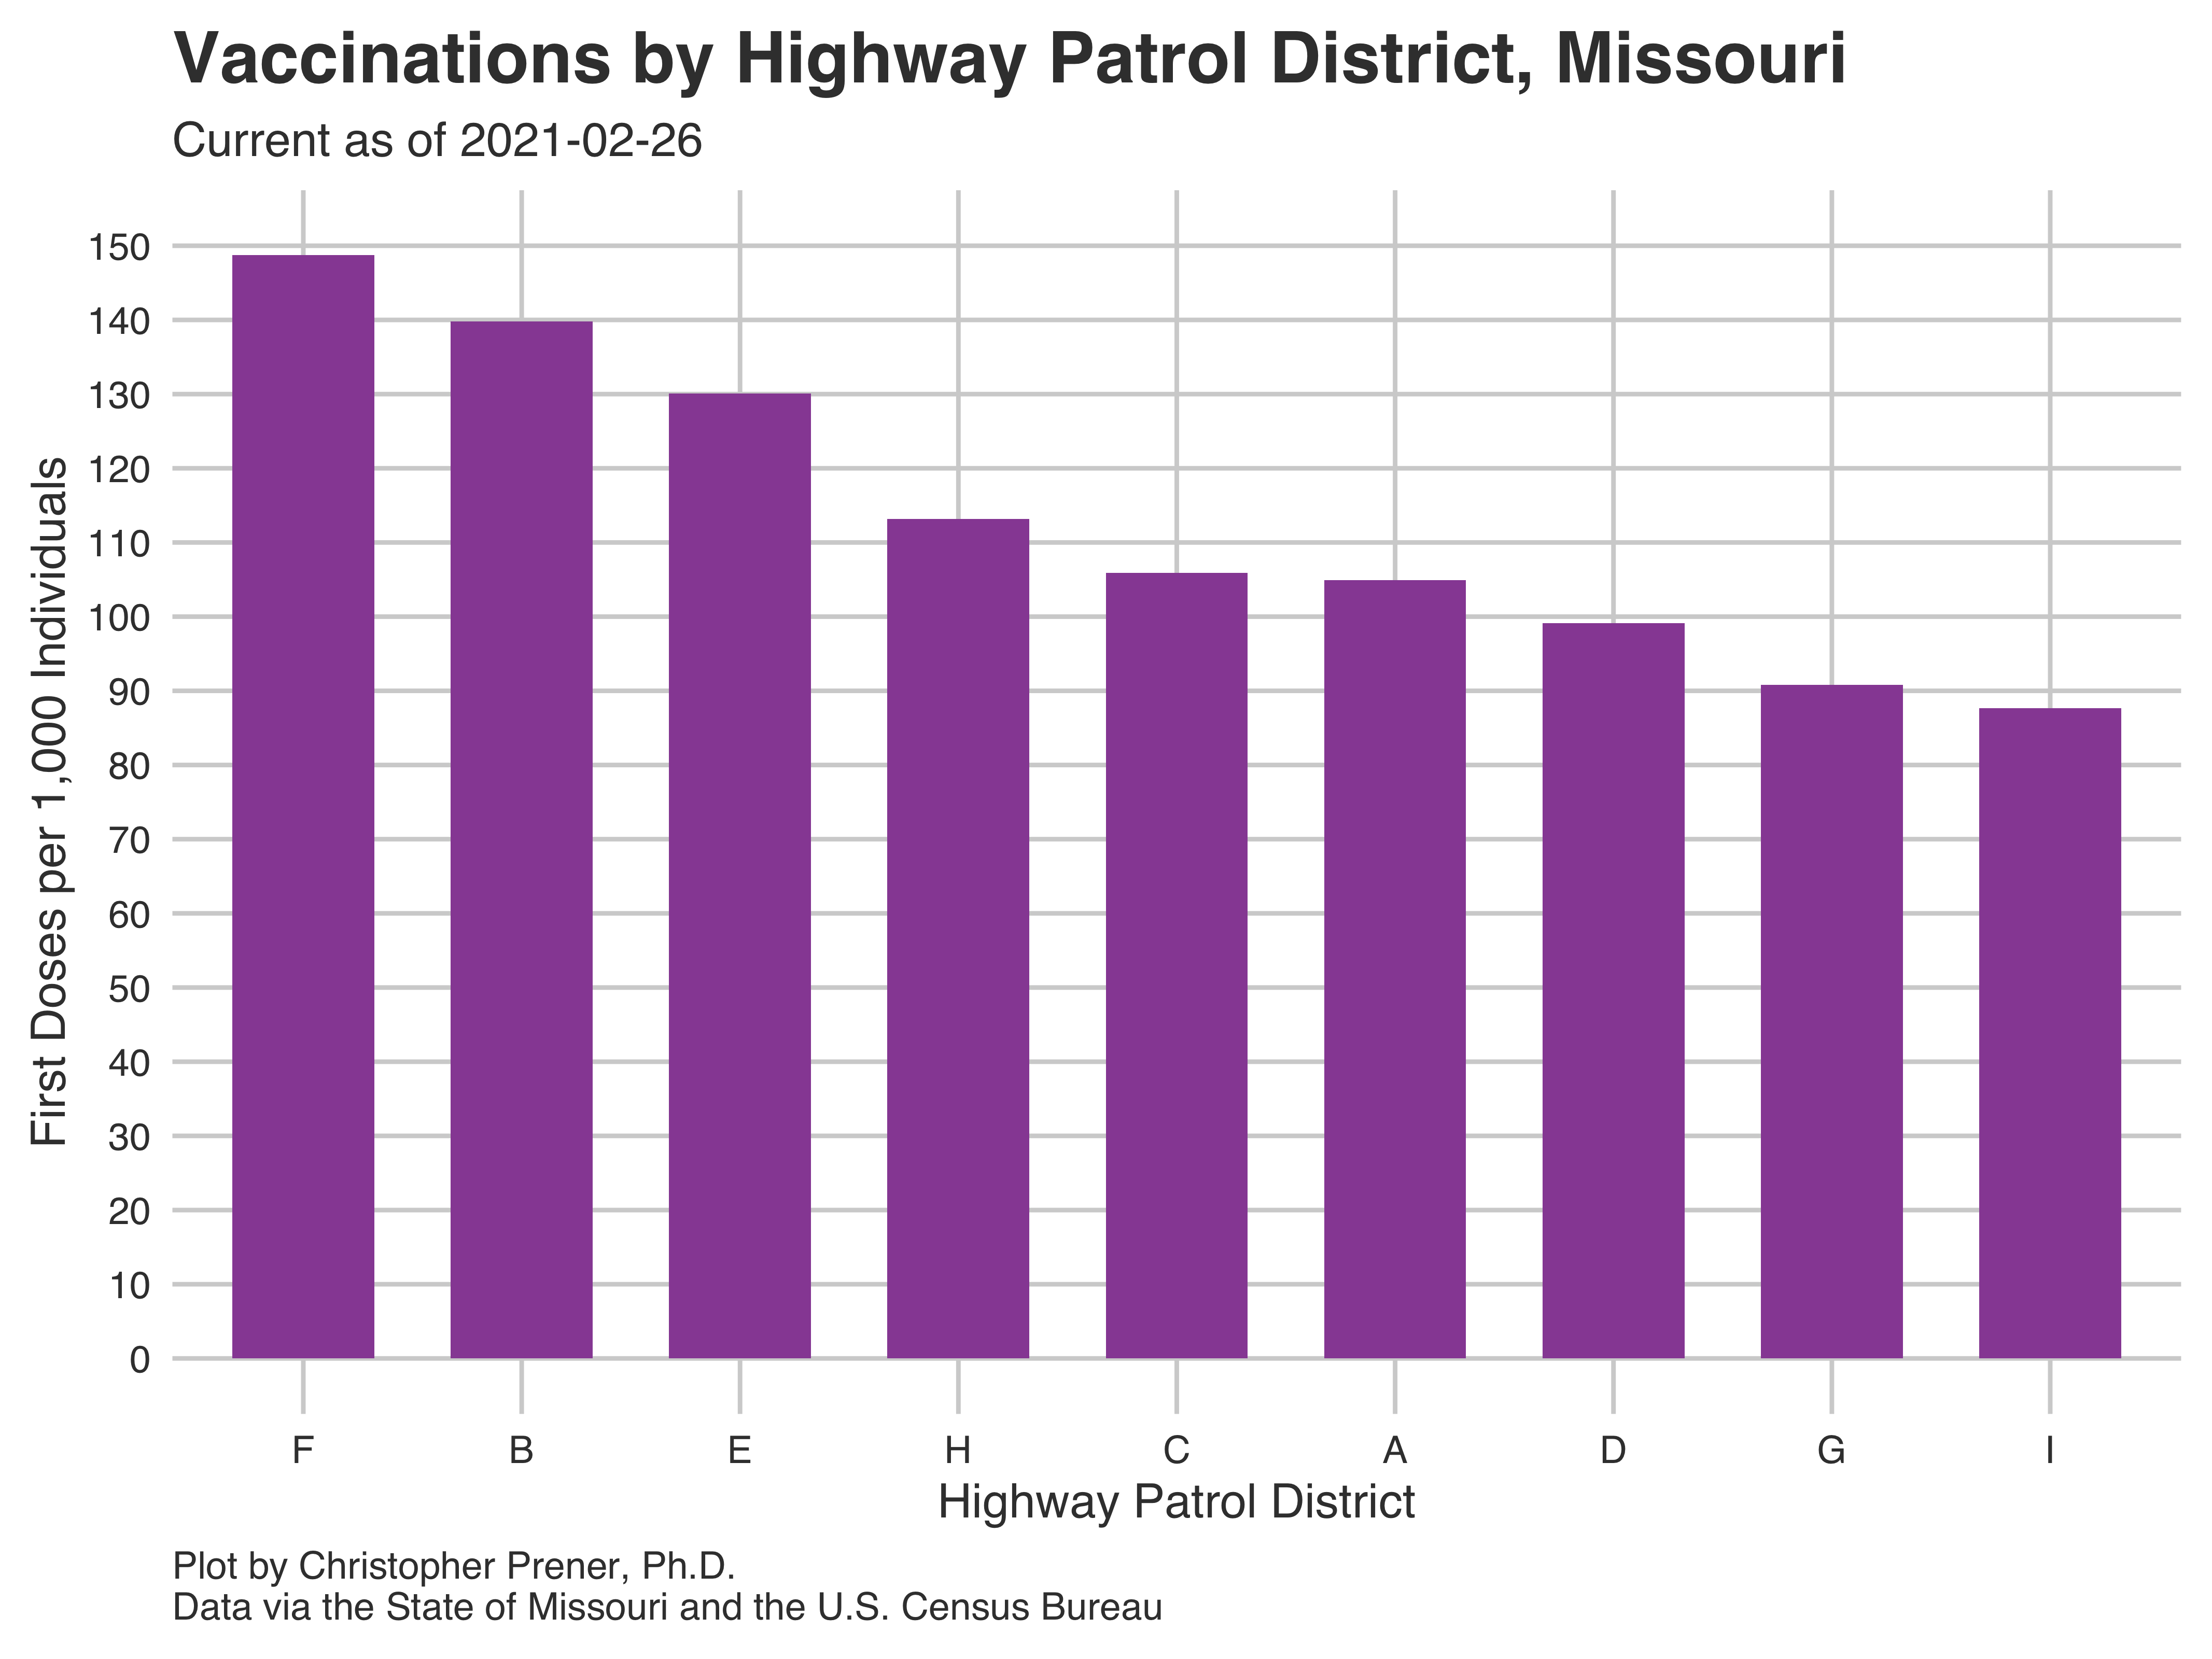 Vaccinations by Highway Patrol District, Missouri
Current as of 2021-02-26
First Doses per 1,000 Individuals
150
140
130
120
110
100
90
80
70
60
50
40
30
20
10
0
F B E H C A D G I
Highway Patrol District
Plot by Christopher Prener, Ph.D.
Data via the State of Missouri and the U.S. Census Bureau